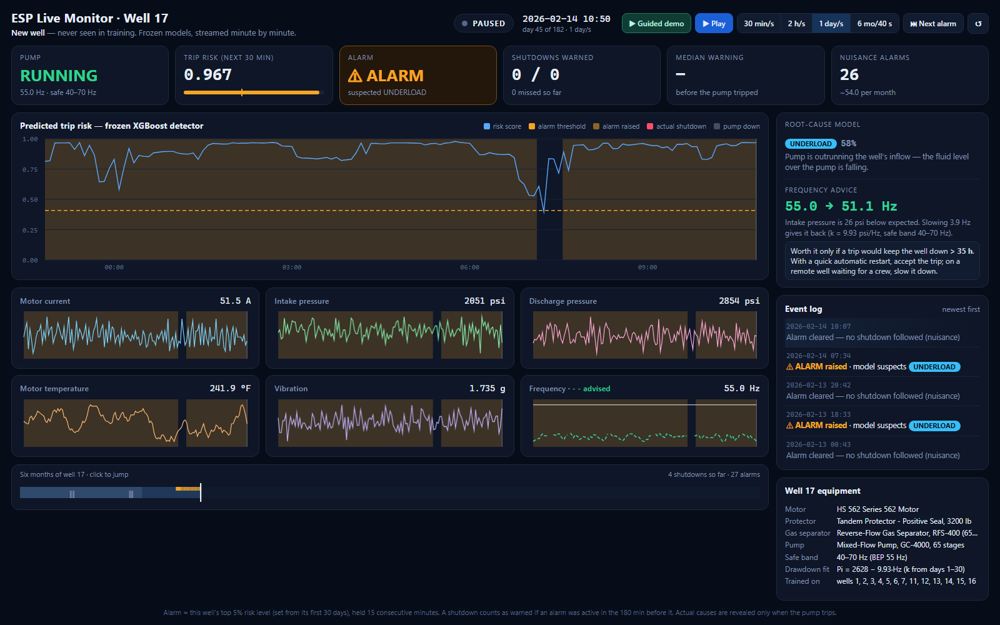 ESP Live Monitor · Well 17
New well — never seen in training. Frozen models, streamed minute by minute.
PAUSED
2026-02-14 10:50
day 45 of 182 · 1 day/s
▶ Guided demo
▶ Play
30 min/s
2 h/s
1 day/s
6 mo/40 s
⏭ Next alarm
↺
PUMP
RUNNING
55.0 Hz · safe 40–70 Hz
TRIP RISK (NEXT 30 MIN)
0.967
ALARM
⚠ ALARM
suspected UNDERLOAD
SHUTDOWNS WARNED
0 / 0
0 missed so far
MEDIAN WARNING
–
before the pump tripped
NUISANCE ALARMS
26
~54.0 per month
Predicted trip risk — frozen XGBoost detector
risk score
alarm threshold
alarm raised
actual shutdown
pump down
1.00
0.75
0.50
0.25
0.00
00:00
03:00
06:00
09:00
ROOT-CAUSE MODEL
UNDERLOAD 58%
Pump is outrunning the well's inflow — the fluid level
over the pump is falling.
FREQUENCY ADVICE
55.0 → 51.1 Hz
Intake pressure is 26 psi below expected. Slowing 3.9 Hz
gives it back (k = 9.93 psi/Hz, safe band 40–70 Hz).
Worth it only if a trip would keep the well down > 35 h.
With a quick automatic restart, accept the trip; on a
remote well waiting for a crew, slow it down.
Motor current
51.5 A
Intake pressure
2051 psi
Discharge pressure
2854 psi
Motor temperature
241.9 °F
Vibration
1.735 g
Frequency · - - advised
55.0 Hz
Event log
newest first
2026-02-14 10:07
Alarm cleared — no shutdown followed (nuisance)
2026-02-14 07:34
⚠ ALARM raised · model suspects UNDERLOAD
2026-02-13 20:42
Alarm cleared — no shutdown followed (nuisance)
2026-02-13 18:33
⚠ ALARM raised · model suspects UNDERLOAD
2026-02-13 00:43
Alarm cleared — no shutdown followed (nuisance)
Six months of well 17 · click to jump
4 shutdowns so far · 27 alarms
Well 17 equipment
Motor HS 562 Series 562 Motor
Protector Tandem Protector - Positive Seal, 3200 lb
Gas separator Reverse-Flow Gas Separator, RFS-400 (65...
Pump Mixed-Flow Pump, GC-4000, 65 stages
Safe band 40–70 Hz (BEP 55 Hz)
Drawdown fit Pi = 2628 − 9.93·Hz (k from days 1–30)
Trained on wells 1, 2, 3, 4, 5, 6, 7, 11, 12, 13, 14, 15, 16
Alarm = this well's top 5% risk level (set from its first 30 days), held 15 consecutive minutes. A shutdown counts as warned if an alarm was active in the 180 min before it. Actual causes are revealed only when the pump trips.